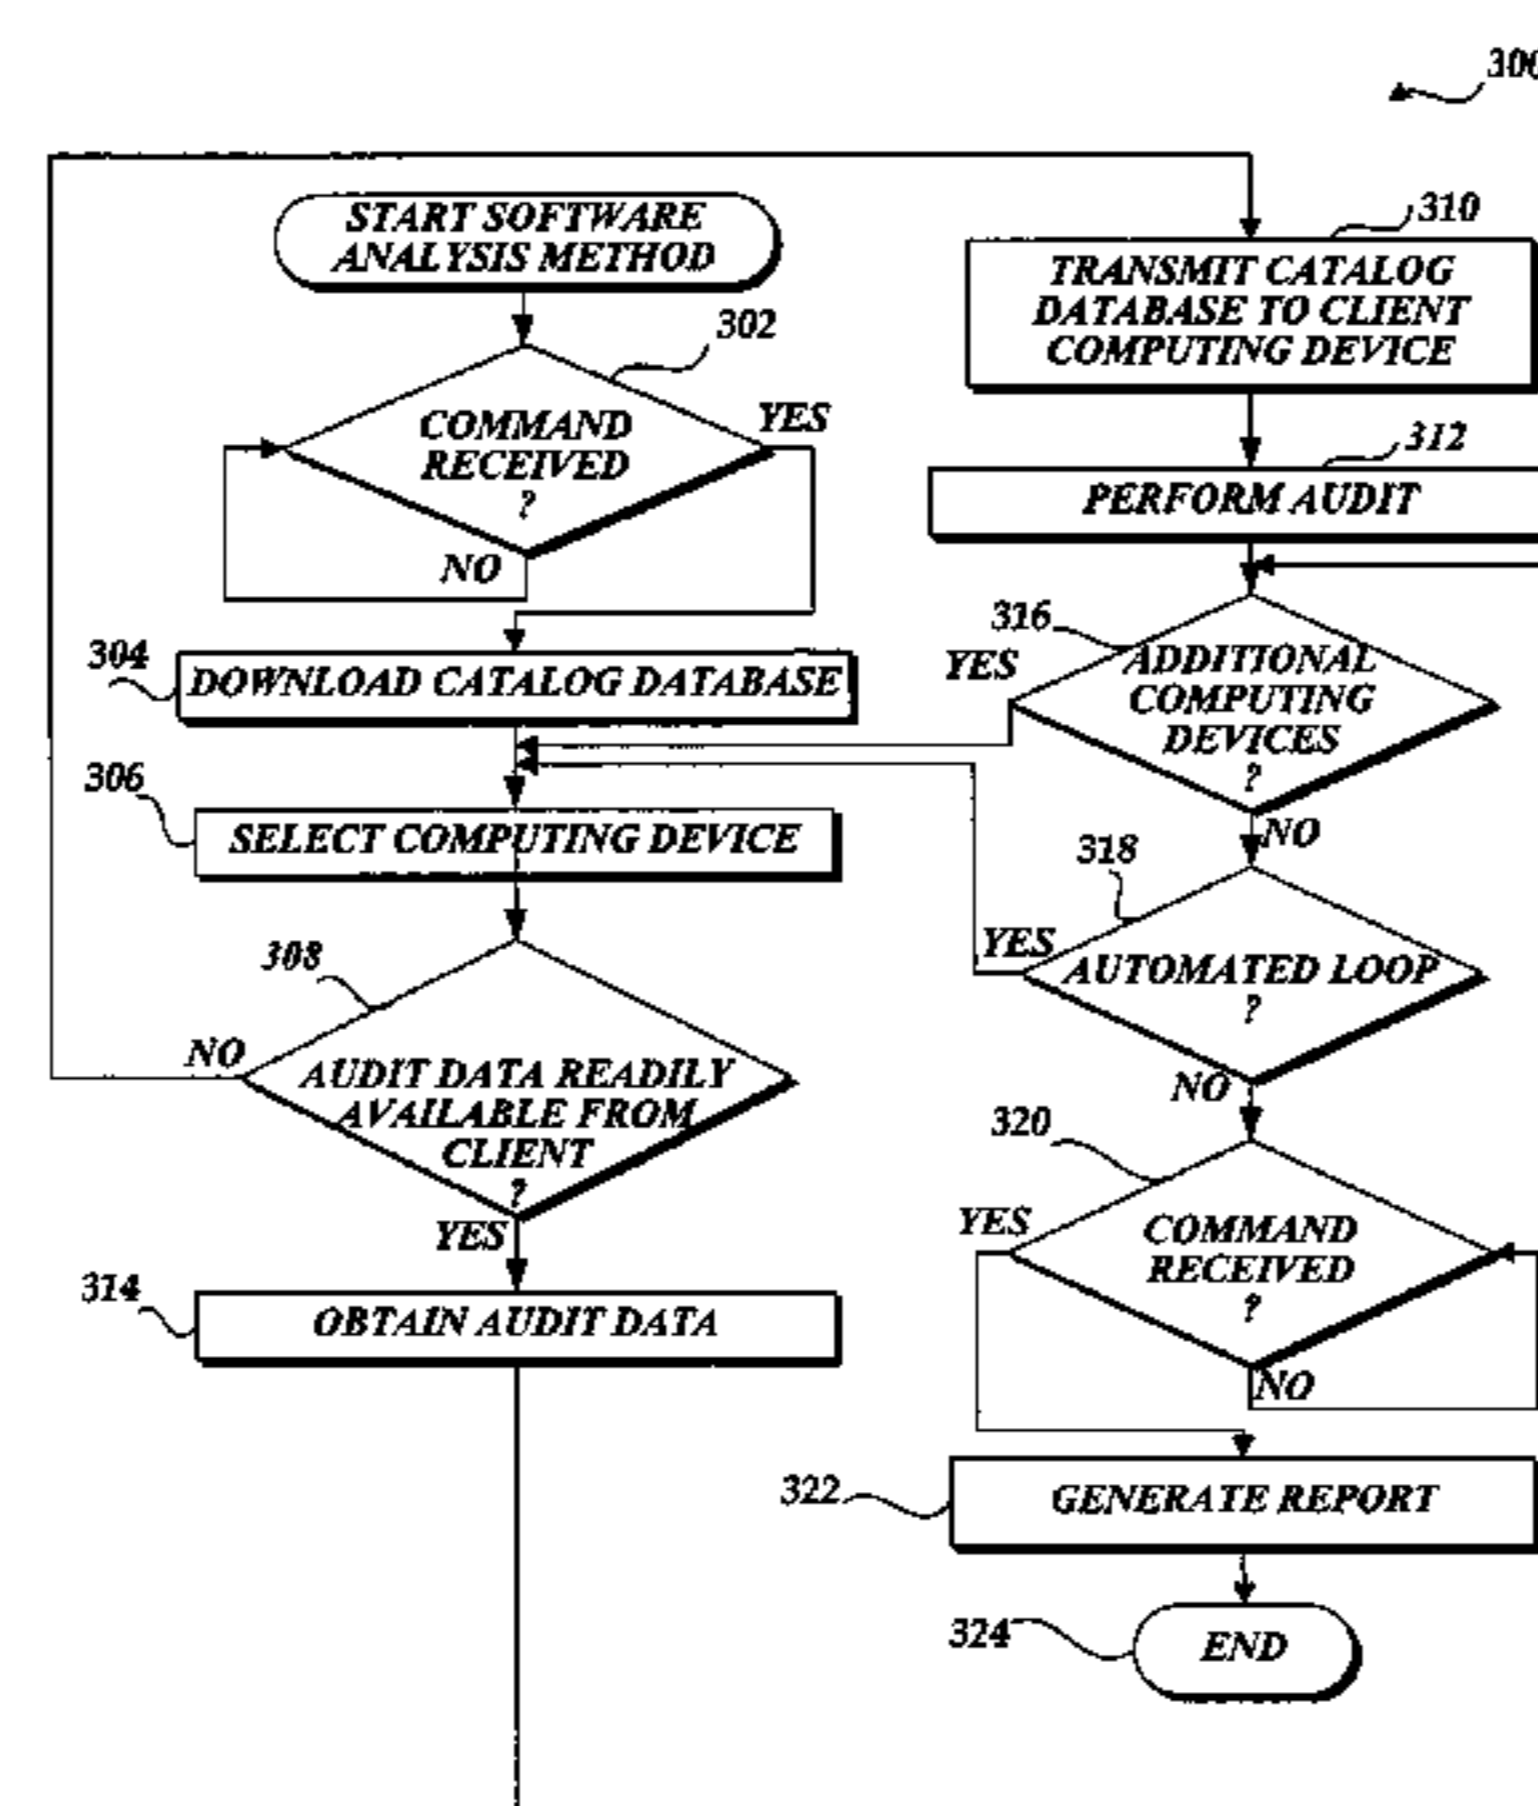 300
START SOFTWARE
ANALYSIS METHOD
302
COMMAND
RECEIVED
?
YES
NO
304
DOWNLOAD CATALOG DATABASE
306
SELECT COMPUTING DEVICE
308
NO
AUDIT DATA READILY
AVAILABLE FROM
CLIENT
?
YES
314
OBTAIN AUDIT DATA
310
TRANSMIT CATALOG
DATABASE TO CLIENT
COMPUTING DEVICE
312
PERFORM AUDIT
316
YES
ADDITIONAL
COMPUTING
DEVICES
?
NO
318
YES
AUTOMATED LOOP
?
NO
320
YES
COMMAND
RECEIVED
?
NO
322
GENERATE REPORT
324
END